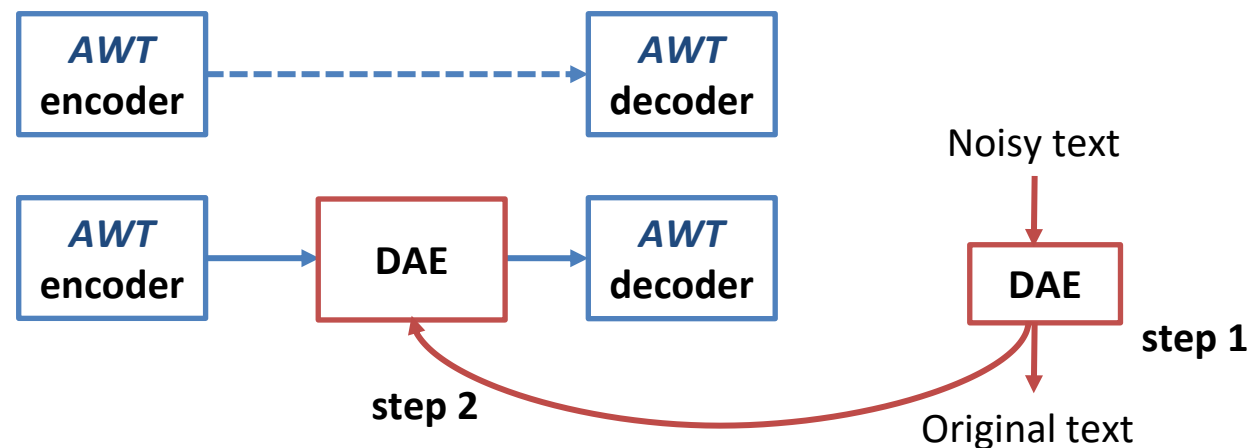 AWT
encoder
AWT
decoder
Noisy text
AWT
encoder
DAE
AWT
decoder
DAE
step 1
step 2
Original text